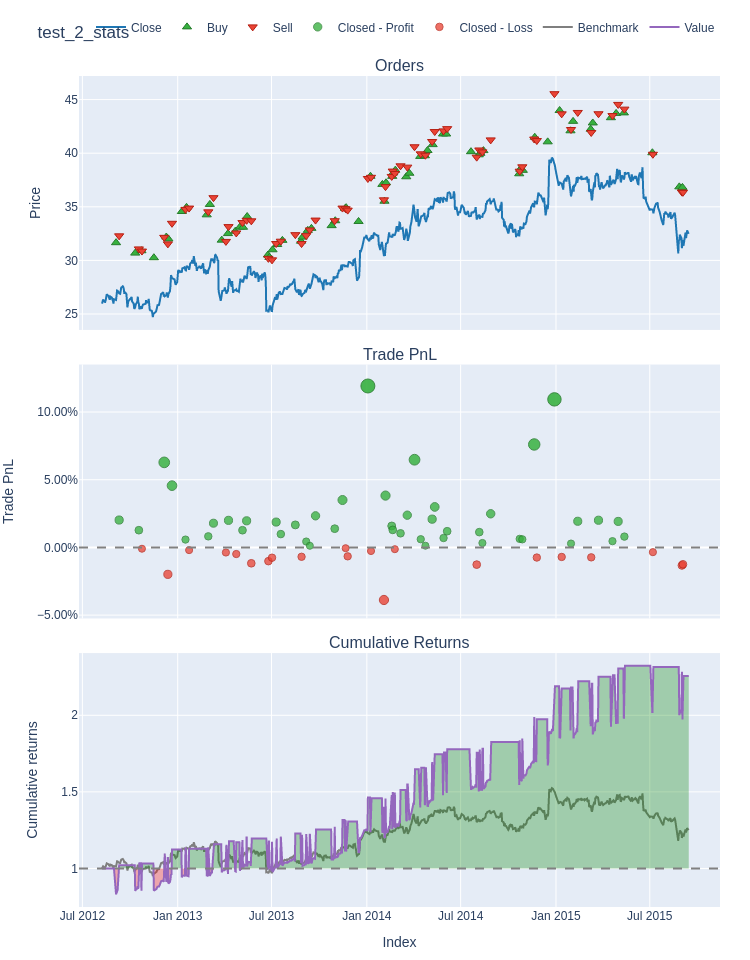 test_2_stats
Close Buy Sell Closed - Profit Closed - Loss Benchmark Value
Orders
45
40
35
30
25
Price
Trade PnL
10.00%
5.00%
0.00%
−5.00%
Trade PnL
Cumulative Returns
2
1.5
1
Cumulative returns
Jul 2012 Jan 2013 Jul 2013 Jan 2014 Jul 2014 Jan 2015 Jul 2015
Index